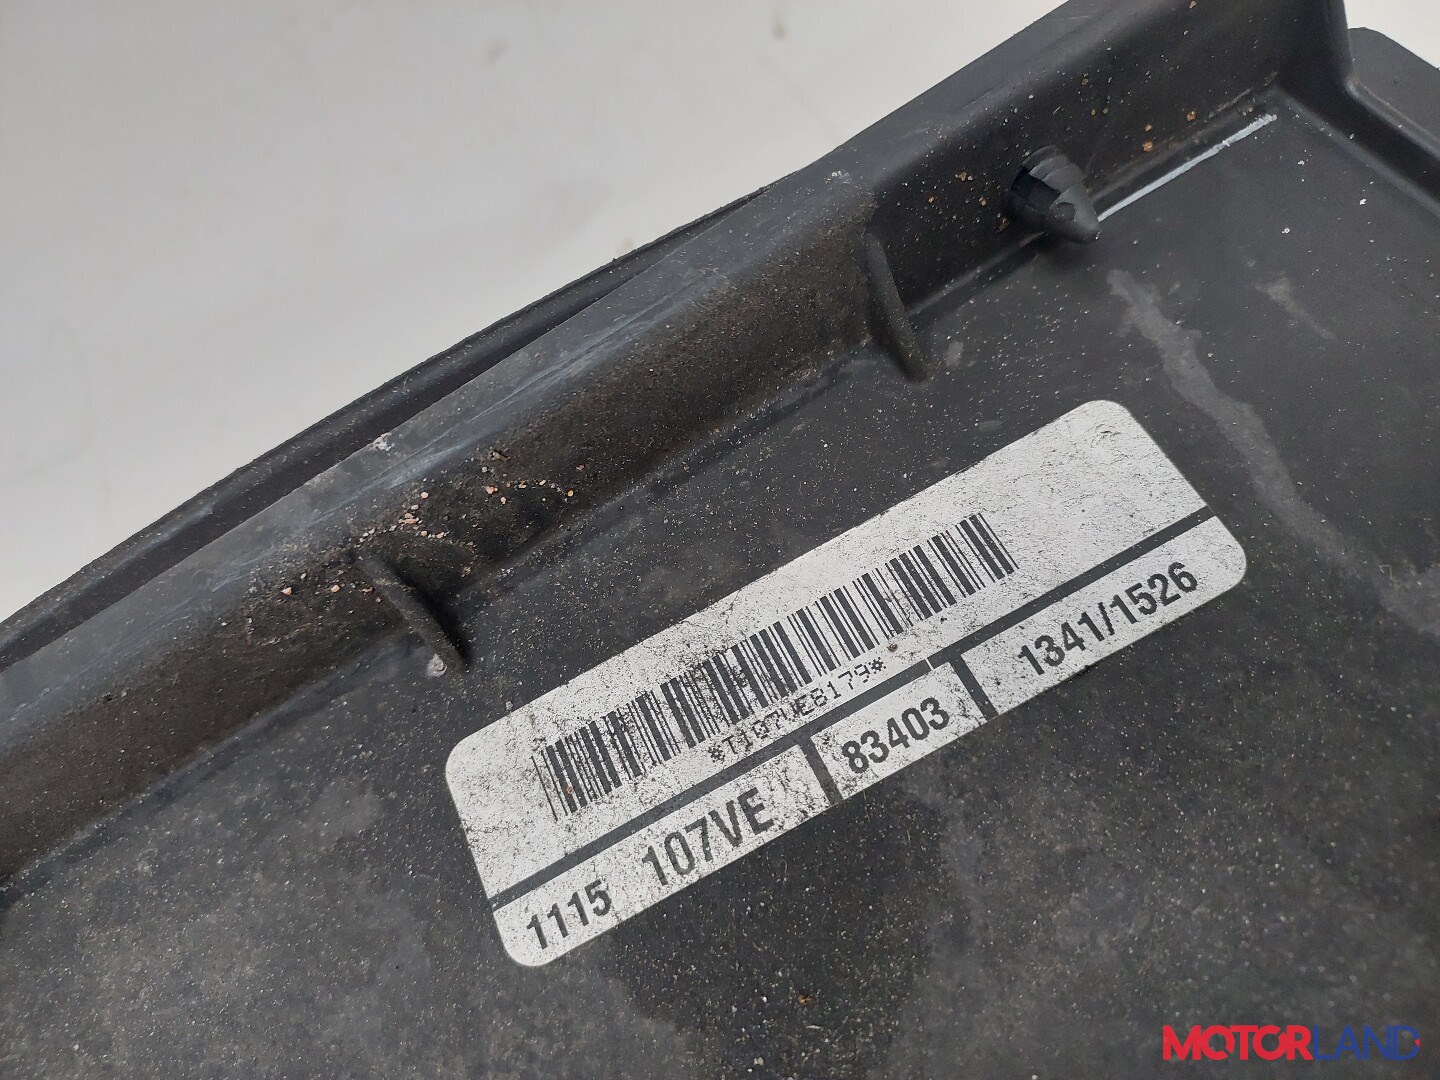 *T107VE8179*
1115 107VE 83403 1341/1526
MOTORLAND